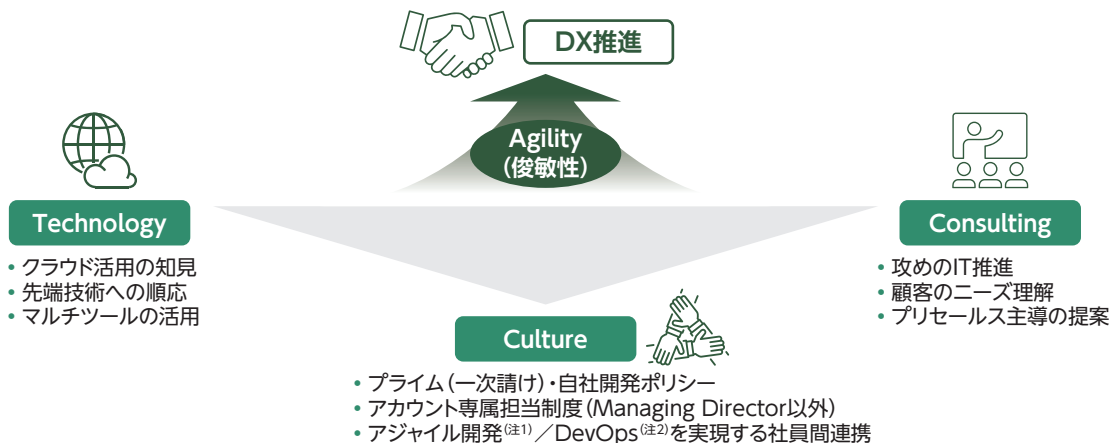 DX推進
Agility
(俊敏性)
Technology
• クラウド活用の知見
• 先端技術への順応
• マルチツールの活用
Consulting
• 攻めのIT推進
• 顧客のニーズ理解
• プリセールス主導の提案
Culture
• プライム(一次請け)・自社開発ポリシー
• アカウント専属担当制度(Managing Director以外)
• アジャイル開発(注1)/DevOps(注2)を実現する社員間連携